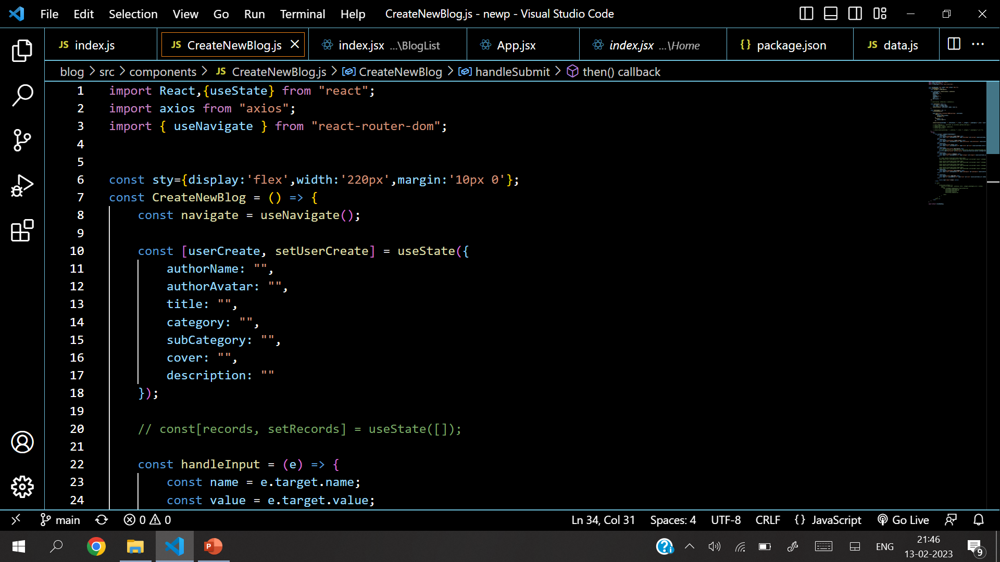 File Edit Selection View Go Run Terminal Help CreateNewBlog.js - newp - Visual Studio Code
JS index.js JS CreateNewBlog.js index.jsx ...\BlogList App.jsx index.jsx ...\Home {} package.json JS data.js
blog > src > components > JS CreateNewBlog.js > CreateNewBlog > handleSubmit > then() callback
1 import React,{useState} from "react";
2 import axios from "axios";
3 import { useNavigate } from "react-router-dom";
4
5
6 const sty={display:'flex',width:'220px',margin:'10px 0'};
7 const CreateNewBlog = () => {
8 const navigate = useNavigate();
9
10 const [userCreate, setUserCreate] = useState({
11 authorName: "",
12 authorAvatar: "",
13 title: "",
14 category: "",
15 subCategory: "",
16 cover: "",
17 description: ""
18 });
19
20 // const[records, setRecords] = useState([]);
21
22 const handleInput = (e) => {
23 const name = e.target.name;
24 const value = e.target.value;
main 0 0 Ln 34, Col 31 Spaces: 4 UTF-8 CRLF {} JavaScript Go Live
ENG 21:46
13-02-2023 9